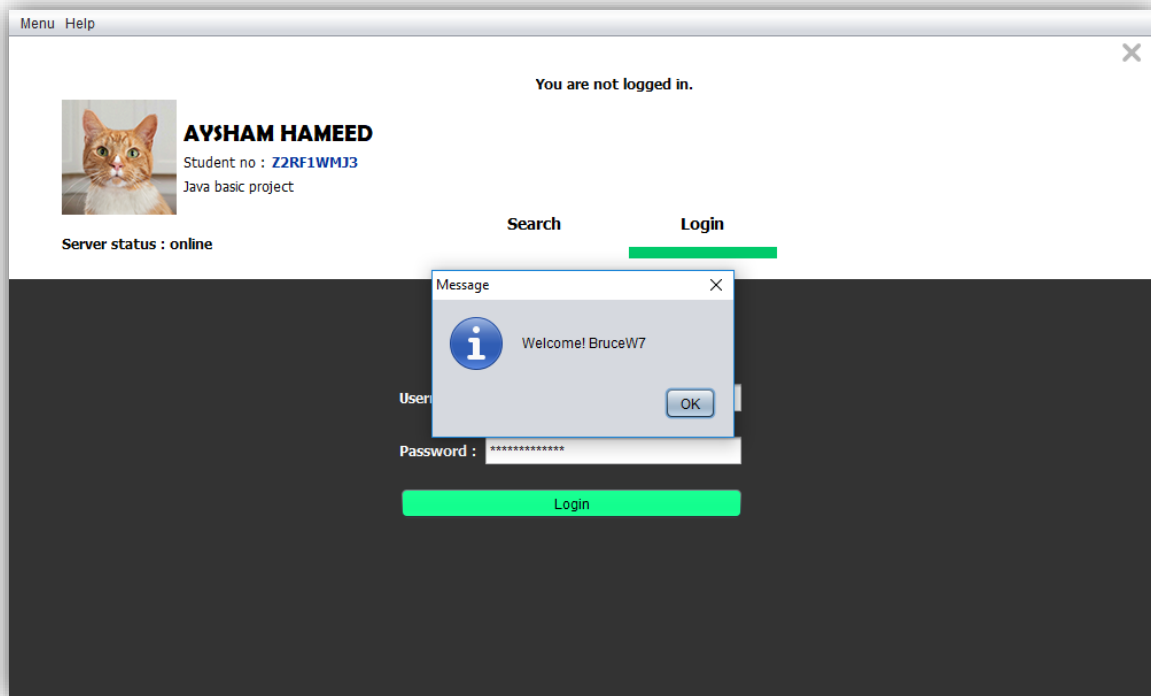 Menu Help
You are not logged in.
AYSHAM HAMEED
Student no : Z2RF1WMJ3
Java basic project
Search Login
Server status : online
Message
Welcome! BruceW7
OK
Password : *************
Login